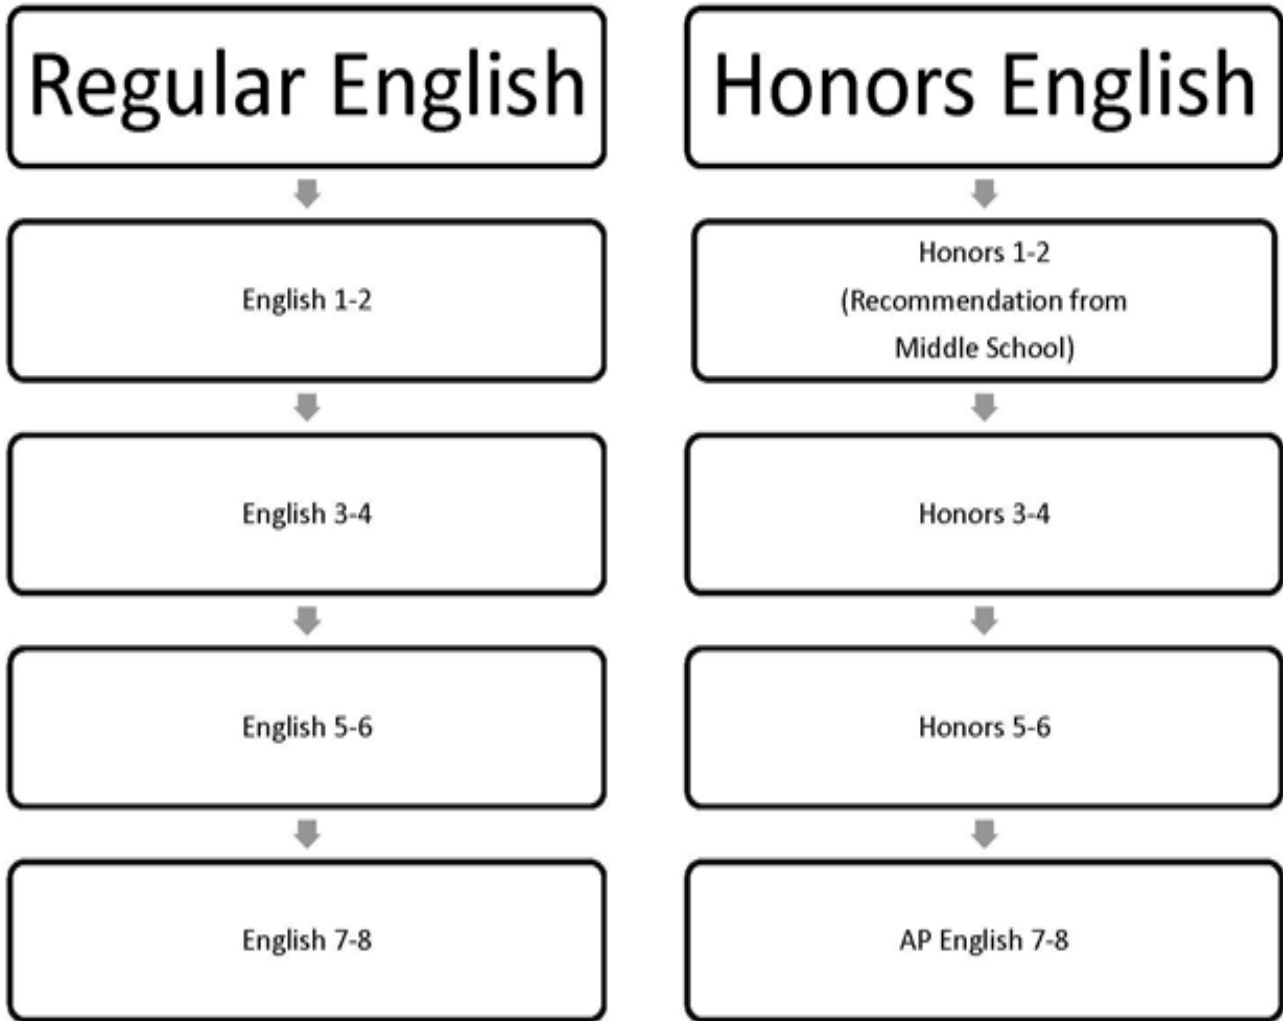 Regular English
English 1-2
English 3-4
English 5-6
English 7-8
Honors English
Honors 1-2
(Recommendation from
Middle School)
Honors 3-4
Honors 5-6
AP English 7-8